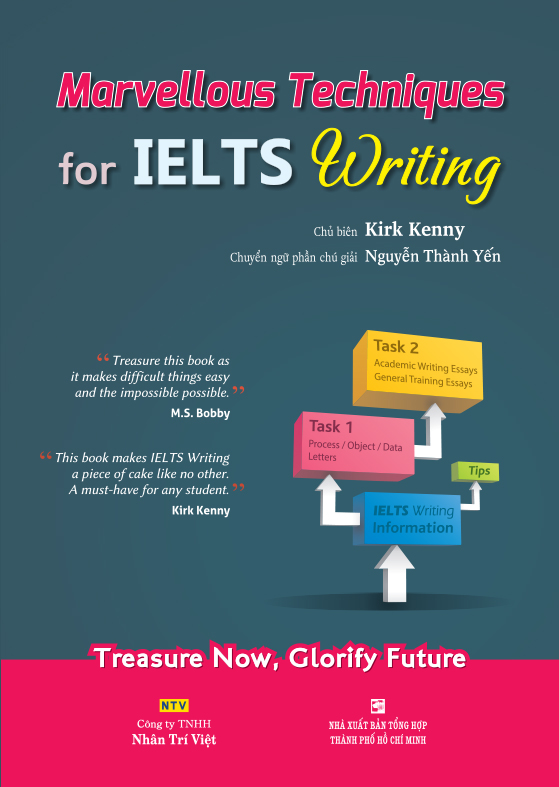 Marvellous Techniques
for IELTS Writing
Chủ biên Kirk Kenny
Chuyển ngữ phần chú giải Nguyễn Thành Yến
“Treasure this book as
it makes difficult things easy
and the impossible possible.”
M.S. Bobby
“This book makes IELTS Writing
a piece of cake like no other.
A must-have for any student.”
Kirk Kenny
Task 2
Academic Writing Essays
General Training Essays
Task 1
Process / Object / Data
Letters
Tips
IELTS Writing
Information
Treasure Now, Glorify Future
NTV
Công ty TNHH
Nhân Trí Việt
NHÀ XUẤT BẢN TỔNG HỢP
THÀNH PHỐ HỒ CHÍ MINH